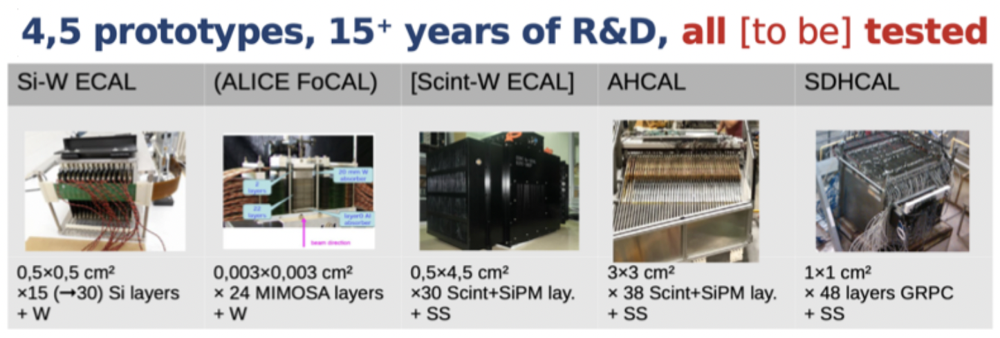 4,5 prototypes, 15⁺ years of R&D, all [to be] tested
Si-W ECAL
(ALICE FoCAL)
[Scint-W ECAL]
AHCAL
SDHCAL
20 mm W
absorber
2
layers
22
layers
layer0 Al
absorber
beam direction
0,5×0,5 cm²
×15 (→30) Si layers
+ W
0,003×0,003 cm²
× 24 MIMOSA layers
+ W
0,5×4,5 cm²
×30 Scint+SiPM lay.
+ SS
3×3 cm²
× 38 Scint+SiPM lay.
+ SS
1×1 cm²
× 48 layers GRPC
+ SS